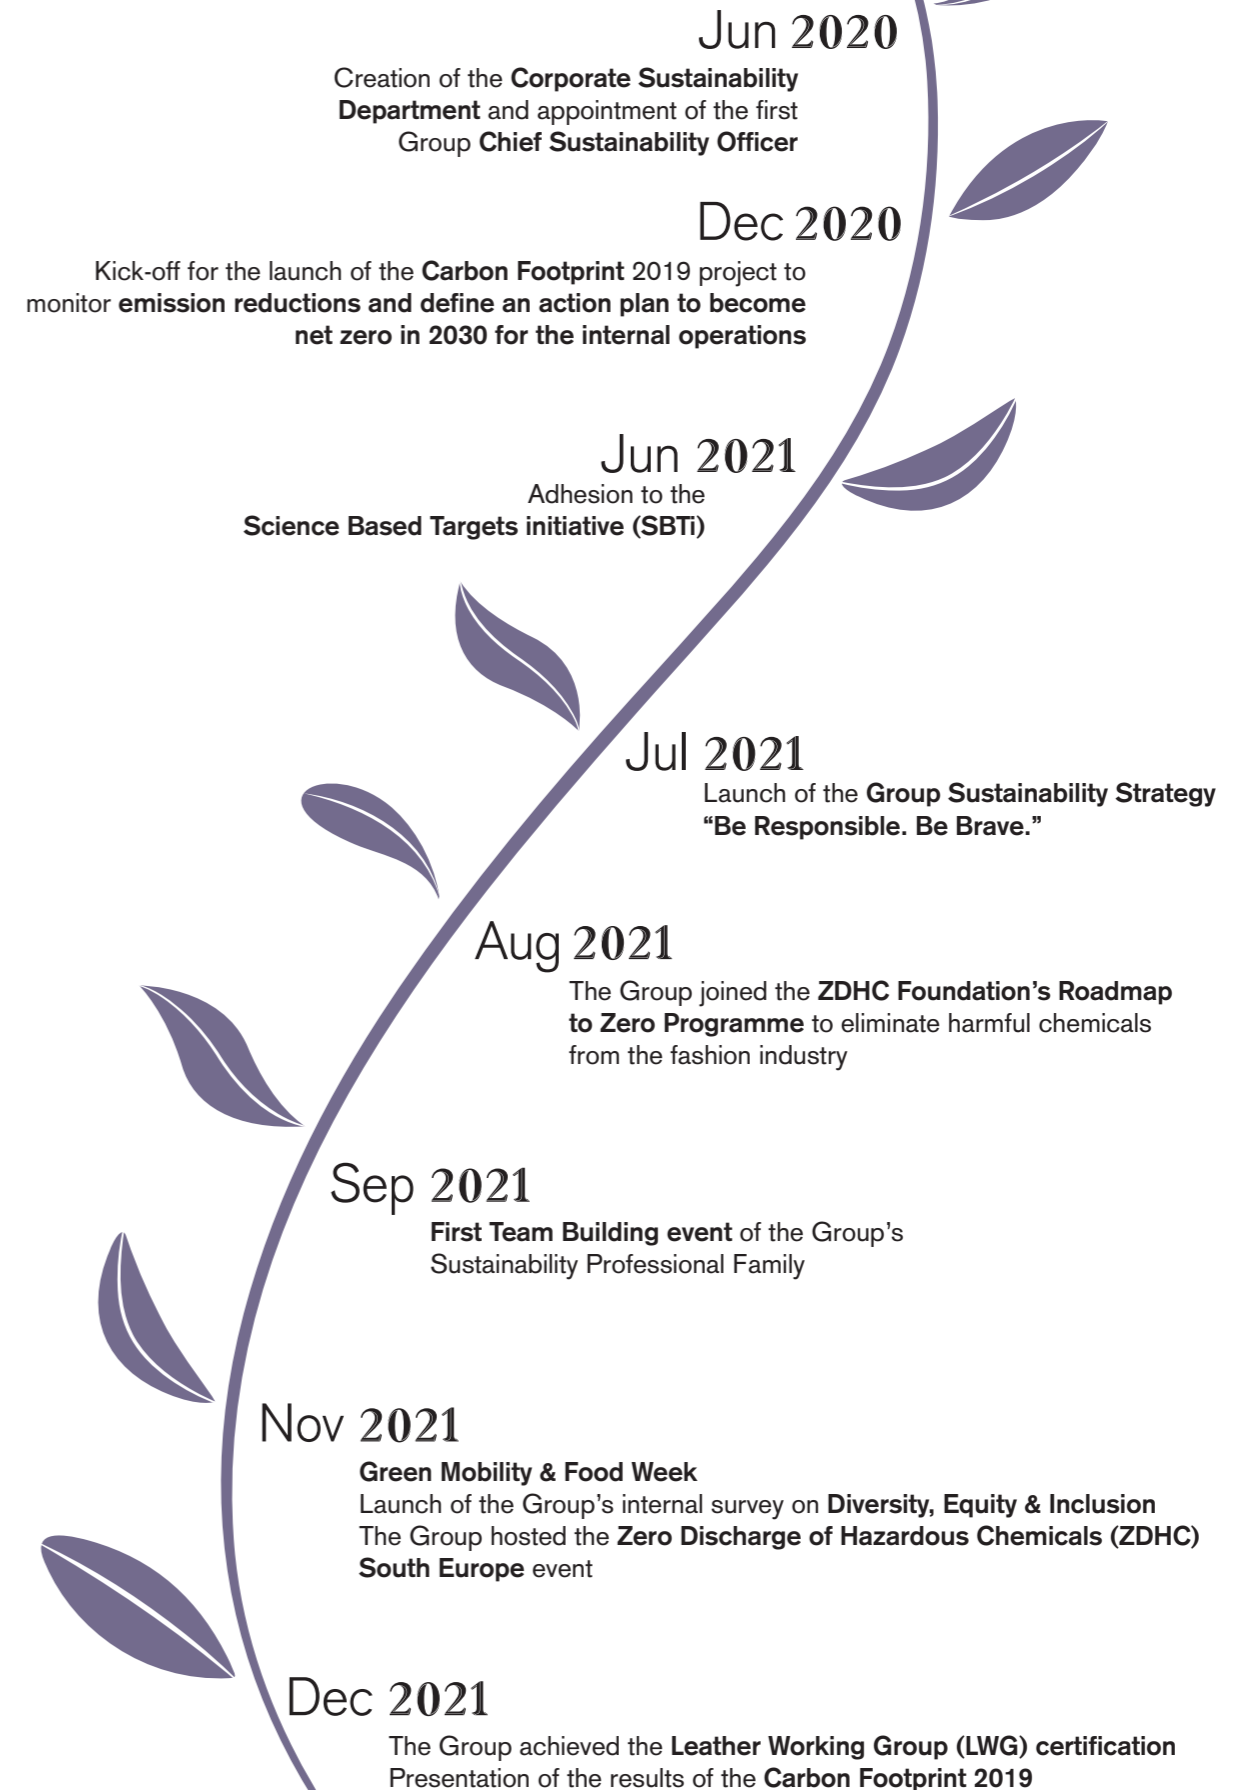 Jun 2020
Creation of the Corporate Sustainability
Department and appointment of the first
Group Chief Sustainability Officer
Dec 2020
Kick-off for the launch of the Carbon Footprint 2019 project to
monitor emission reductions and define an action plan to become
net zero in 2030 for the internal operations
Jun 2021
Adhesion to the
Science Based Targets initiative (SBTi)
Jul 2021
Launch of the Group Sustainability Strategy
“Be Responsible. Be Brave.”
Aug 2021
The Group joined the ZDHC Foundation’s Roadmap
to Zero Programme to eliminate harmful chemicals
from the fashion industry
Sep 2021
First Team Building event of the Group’s
Sustainability Professional Family
Nov 2021
Green Mobility & Food Week
Launch of the Group’s internal survey on Diversity, Equity & Inclusion
The Group hosted the Zero Discharge of Hazardous Chemicals (ZDHC)
South Europe event
Dec 2021
The Group achieved the Leather Working Group (LWG) certification
Presentation of the results of the Carbon Footprint 2019